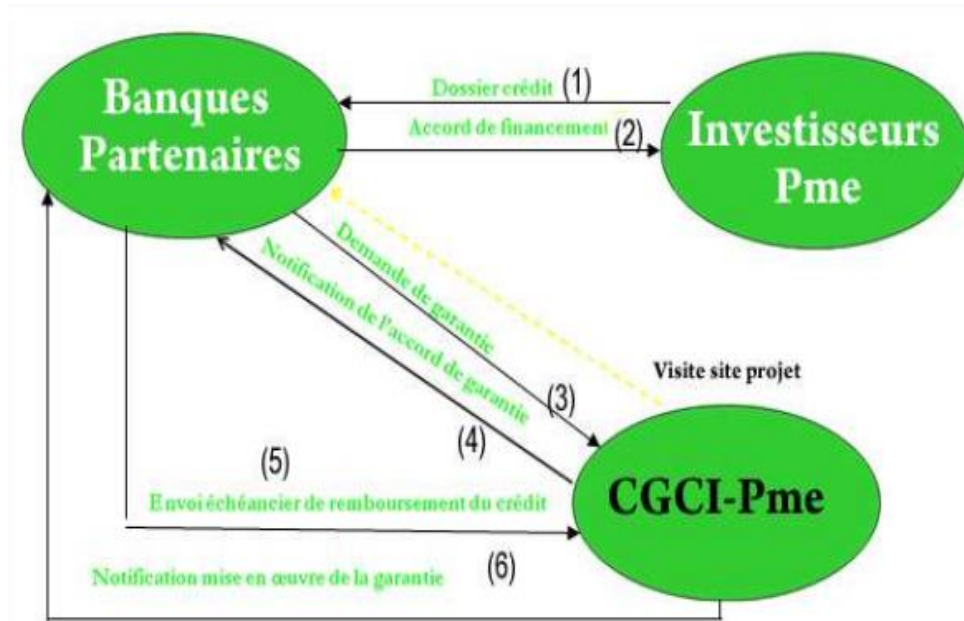 Banques
Partenaires
Dossier crédit (1)
Accord de financement (2)
Investisseurs
Pme
Demande de garantie
(3)
Notification de l'accord de garantie
(4)
Visite site projet
CGCI-Pme
(5)
Envoi échéancier de remboursement du crédit
(6)
Notification mise en œuvre de la garantie